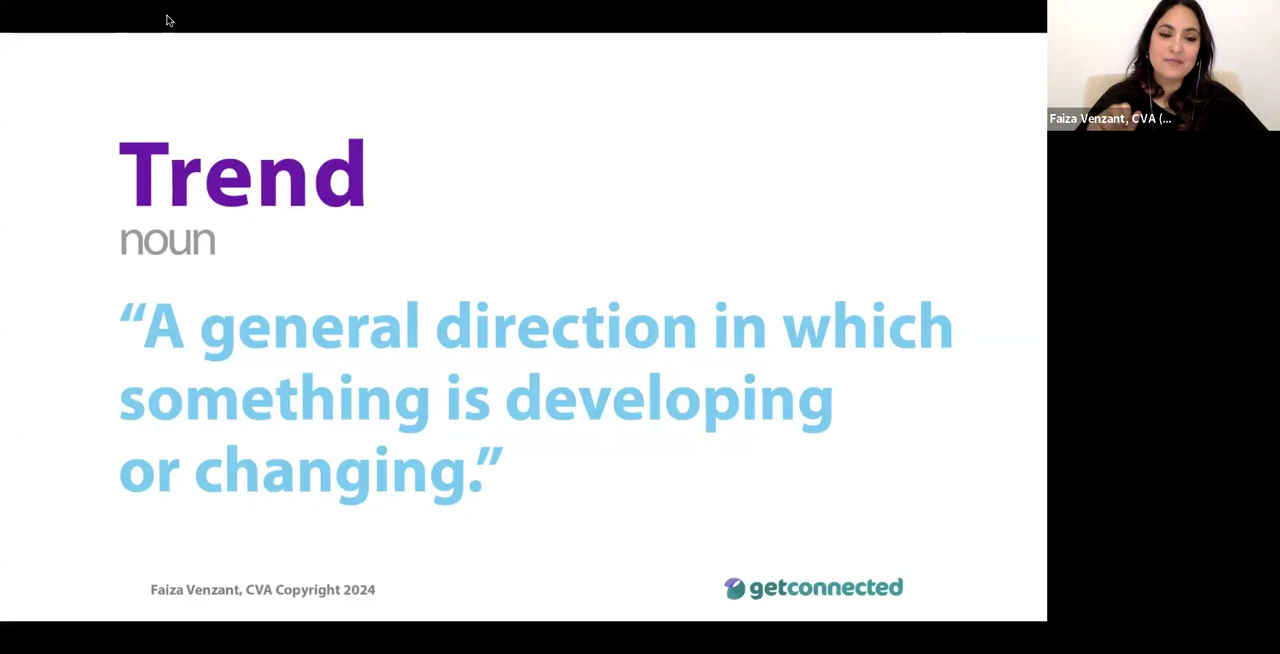 Trend
noun
“A general direction in which
something is developing
or changing.”
Faiza Venzant, CVA Copyright 2024
getconnected
Faiza Venzant, CVA (...